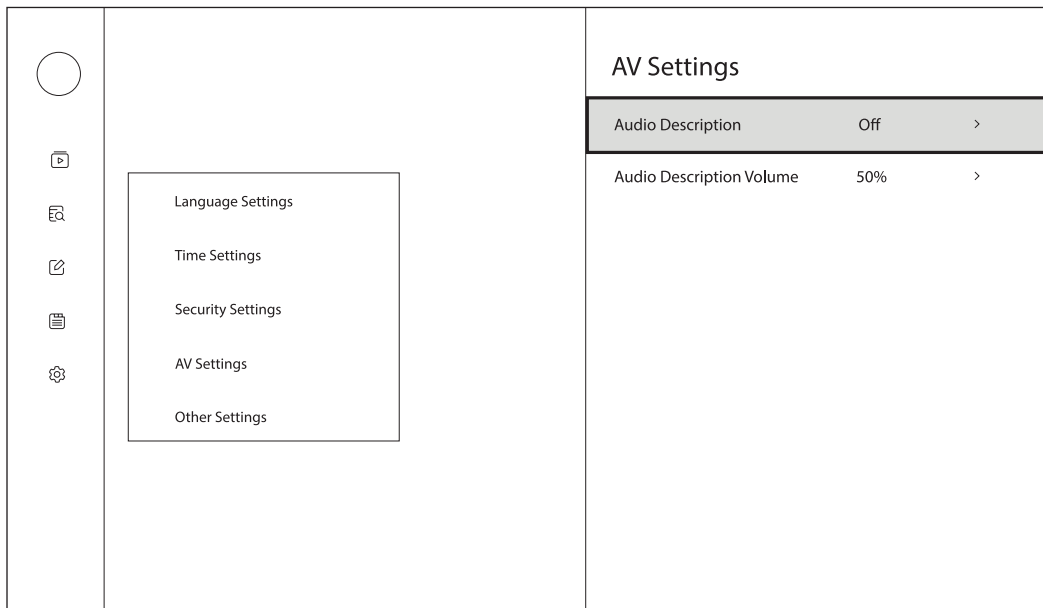 AV Settings
Audio Description Off >
Audio Description Volume 50% >
Language Settings
Time Settings
Security Settings
AV Settings
Other Settings